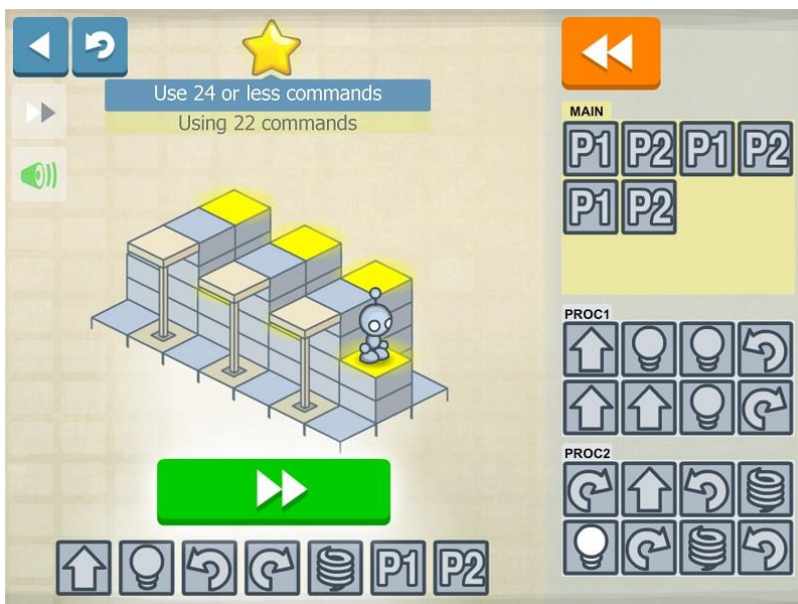 Use 24 or less commands
Using 22 commands
MAIN
P1 P2 P1 P2
P1 P2
PROC1
PROC2
P1 P2